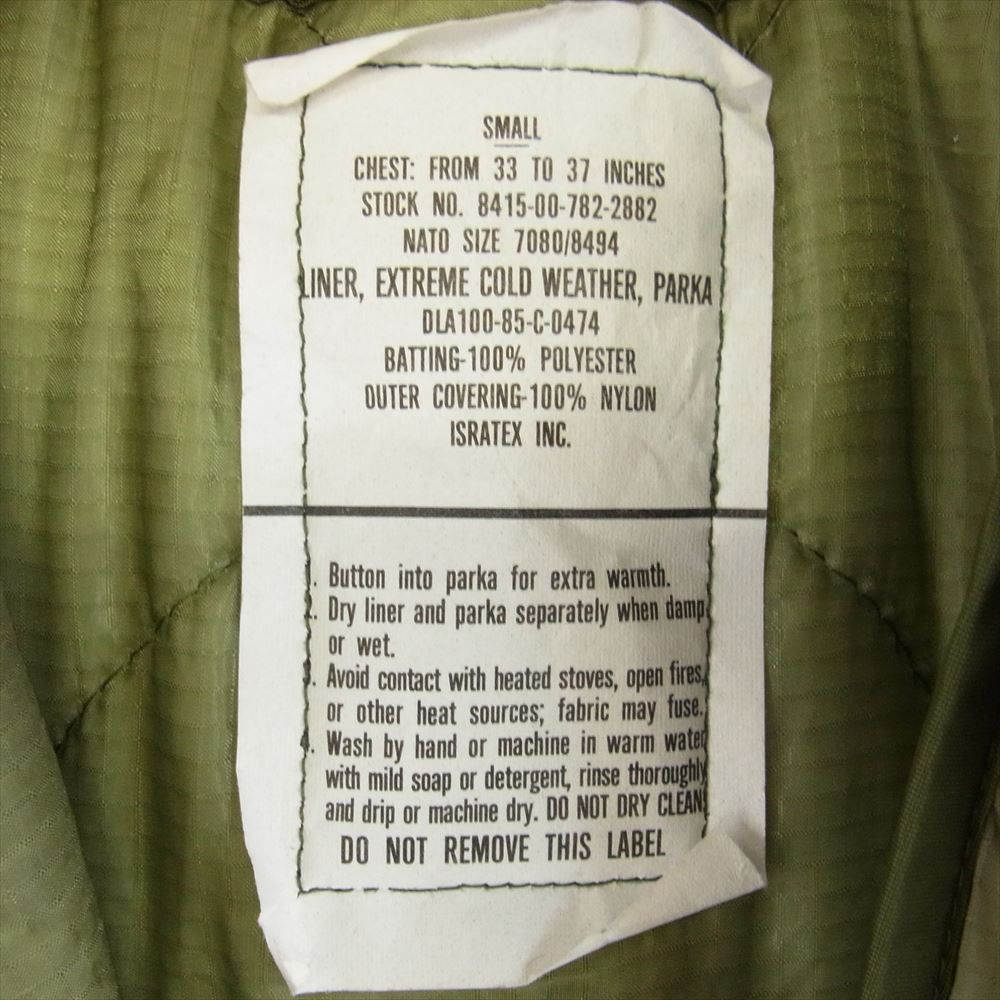 SMALL
CHEST: FROM 33 TO 37 INCHES
STOCK NO. 8415-00-782-2882
NATO SIZE 7080/8494
LINER, EXTREME COLD WEATHER, PARKA
DLA100-85-C-0474
BATTING-100% POLYESTER
OUTER COVERING-100% NYLON
ISRATEX INC.
1. Button into parka for extra warmth.
2. Dry liner and parka separately when damp
or wet.
3. Avoid contact with heated stoves, open fires,
or other heat sources; fabric may fuse.
4. Wash by hand or machine in warm water
with mild soap or detergent, rinse thoroughly
and drip or machine dry. DO NOT DRY CLEAN
DO NOT REMOVE THIS LABEL